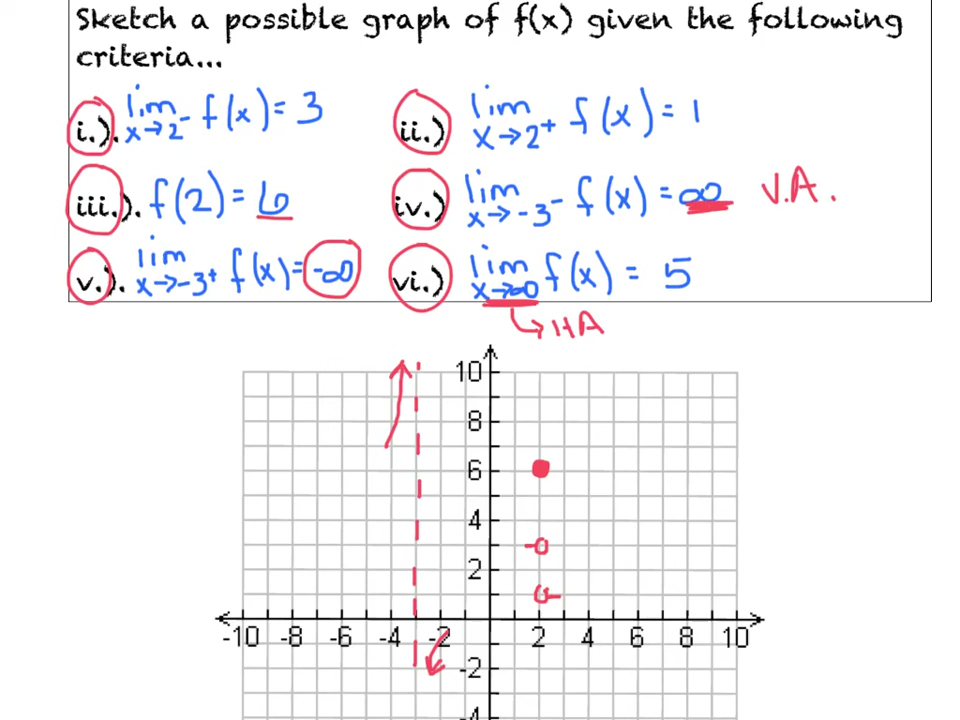 Sketch a possible graph of f(x) given the following
criteria...
i.). lim x→2⁻ f(x) = 3 ii.) lim x→2⁺ f(x) = 1
iii.). f(2) = 6 iv.) lim x→-3⁻ f(x) = ∞ V.A.
v.). lim x→-3⁺ f(x) = -∞ vi.) lim x→∞ f(x) = 5
↳ HA
10
8
6
4
2
-10 -8 -6 -4 -2 2 4 6 8 10
-2
-4